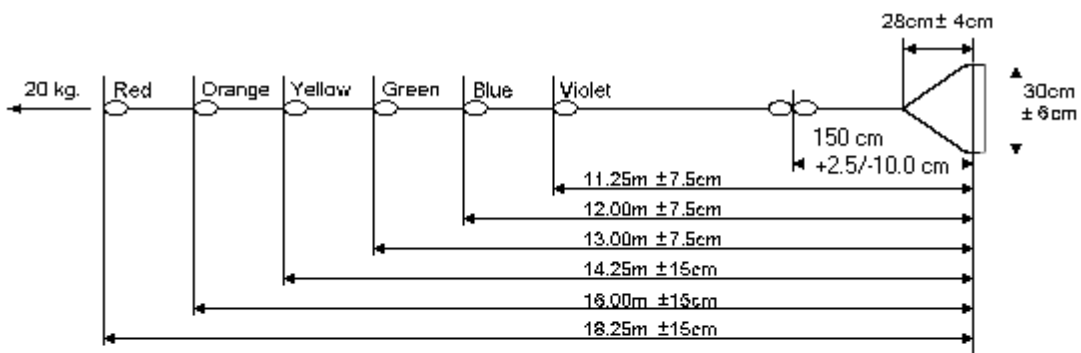 28cm± 4cm
20 kg. Red Orange Yellow Green Blue Violet
30cm
± 6cm
150 cm
+2.5/-10.0 cm
11.25m ±7.5cm
12.00m ±7.5cm
13.00m ±7.5cm
14.25m ±15cm
16.00m ±15cm
18.25m ±15cm